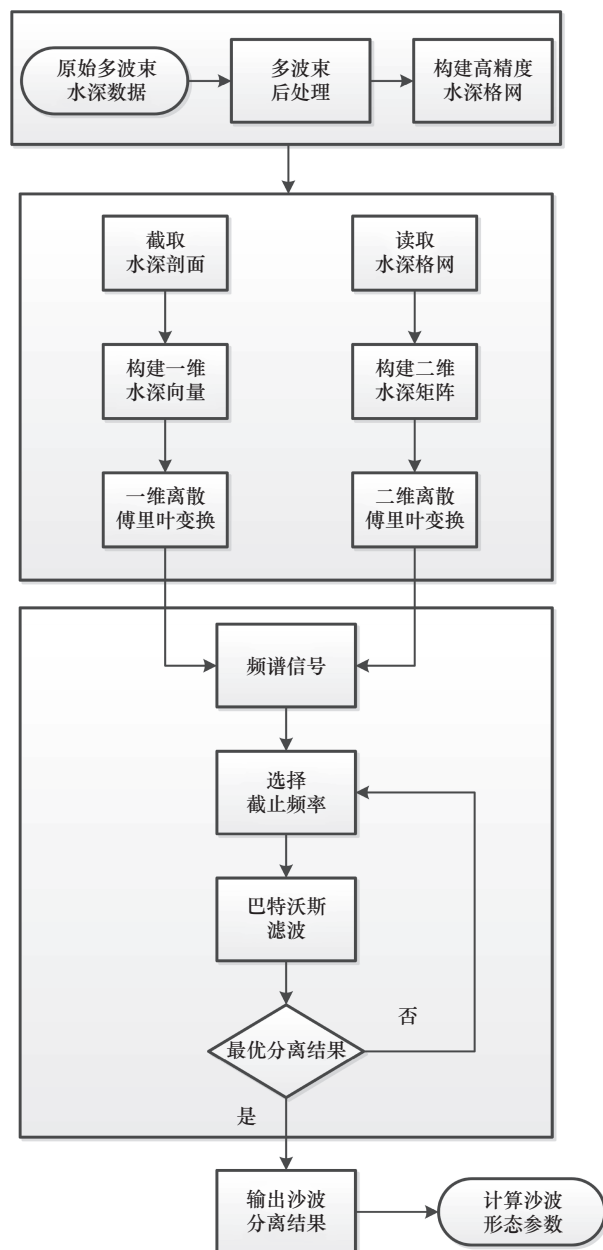 原始多波束
水深数据
多波束
后处理
构建高精度
水深格网
截取
水深剖面
读取
水深格网
构建一维
水深向量
构建二维
水深矩阵
一维离散
傅里叶变换
二维离散
傅里叶变换
频谱信号
选择
截止频率
巴特沃斯
滤波
最优分离结果
否
是
输出沙波
分离结果
计算沙波
形态参数